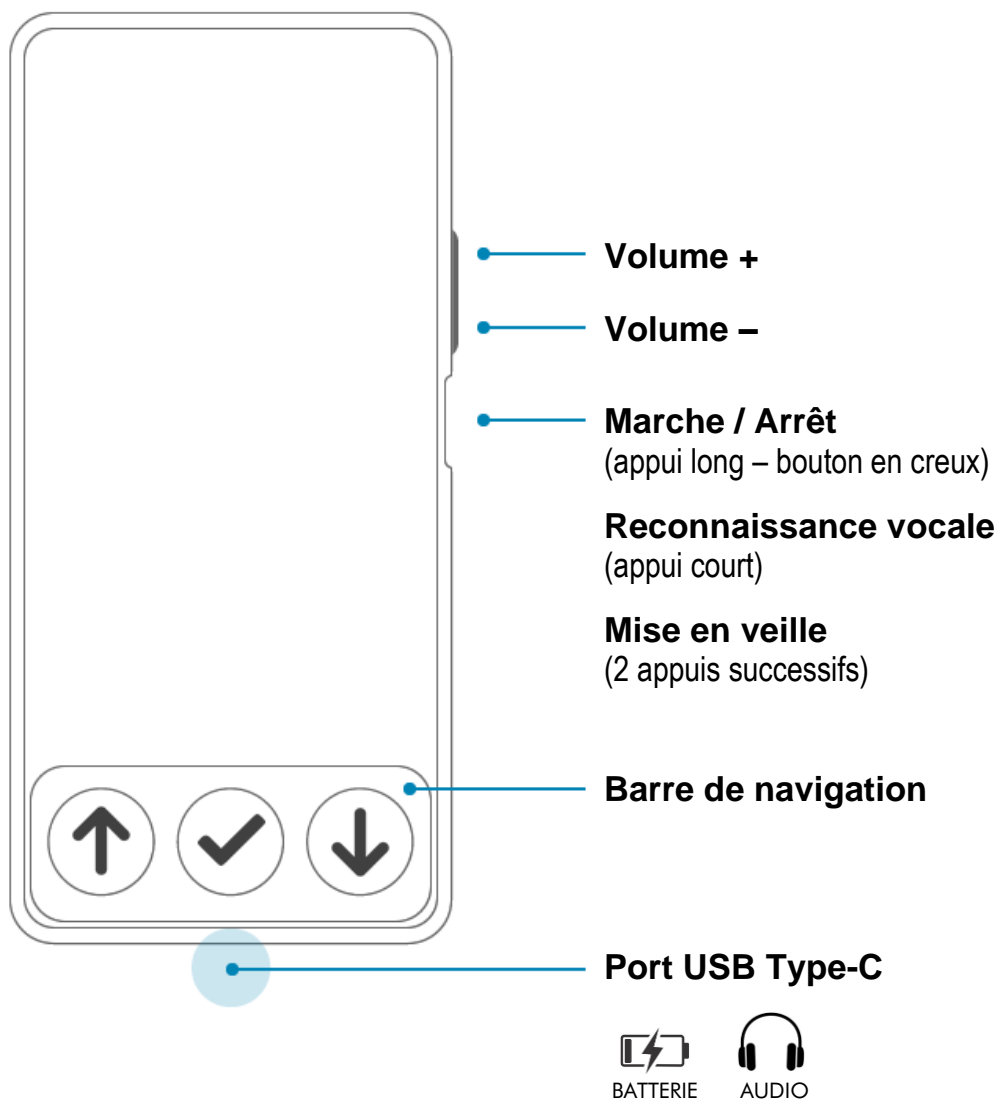 Volume +
Volume –
Marche / Arrêt
(appui long – bouton en creux)
Reconnaissance vocale
(appui court)
Mise en veille
(2 appuis successifs)
Barre de navigation
Port USB Type-C
BATTERIE AUDIO